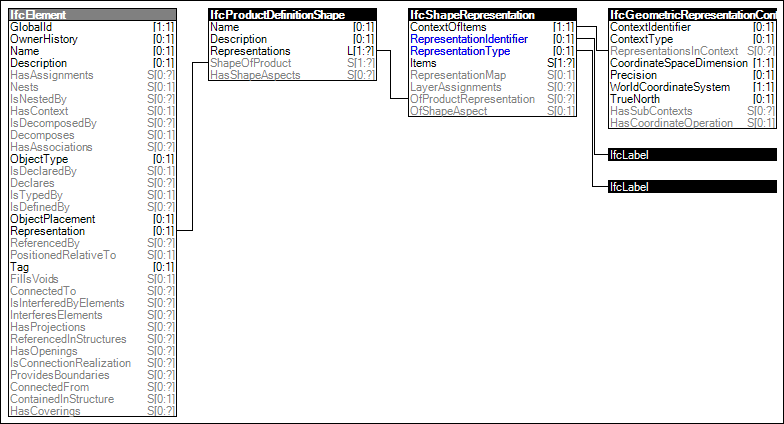 IfcElement
GlobalId [1:1]
OwnerHistory [0:1]
Name [0:1]
Description [0:1]
HasAssignments S[0:?]
Nests S[0:1]
IsNestedBy S[0:?]
HasContext S[0:1]
IsDecomposedBy S[0:?]
Decomposes S[0:1]
HasAssociations S[0:?]
ObjectType [0:1]
IsDeclaredBy S[0:1]
Declares S[0:?]
IsTypedBy S[0:1]
IsDefinedBy S[0:?]
ObjectPlacement [0:1]
Representation [0:1]
ReferencedBy S[0:?]
PositionedRelativeTo S[0:1]
Tag [0:1]
FillsVoids S[0:1]
ConnectedTo S[0:?]
IsInterferedByElements S[0:?]
InterferesElements S[0:?]
HasProjections S[0:?]
ReferencedInStructures S[0:?]
HasOpenings S[0:?]
IsConnectionRealization S[0:?]
ProvidesBoundaries S[0:?]
ConnectedFrom S[0:?]
ContainedInStructure S[0:1]
HasCoverings S[0:?]
IfcProductDefinitionShape
Name [0:1]
Description [0:1]
Representations L[1:?]
ShapeOfProduct S[1:?]
HasShapeAspects S[0:?]
IfcShapeRepresentation
ContextOfItems [1:1]
RepresentationIdentifier [0:1]
RepresentationType [0:1]
Items S[1:?]
RepresentationMap S[0:1]
LayerAssignments S[0:?]
OfProductRepresentation S[0:?]
OfShapeAspect S[0:1]
IfcGeometricRepresentationCon
ContextIdentifier [0:1]
ContextType [0:1]
RepresentationsInContext S[0:?]
CoordinateSpaceDimension [1:1]
Precision [0:1]
WorldCoordinateSystem [1:1]
TrueNorth [0:1]
HasSubContexts S[0:?]
HasCoordinateOperation S[0:1]
IfcLabel
IfcLabel